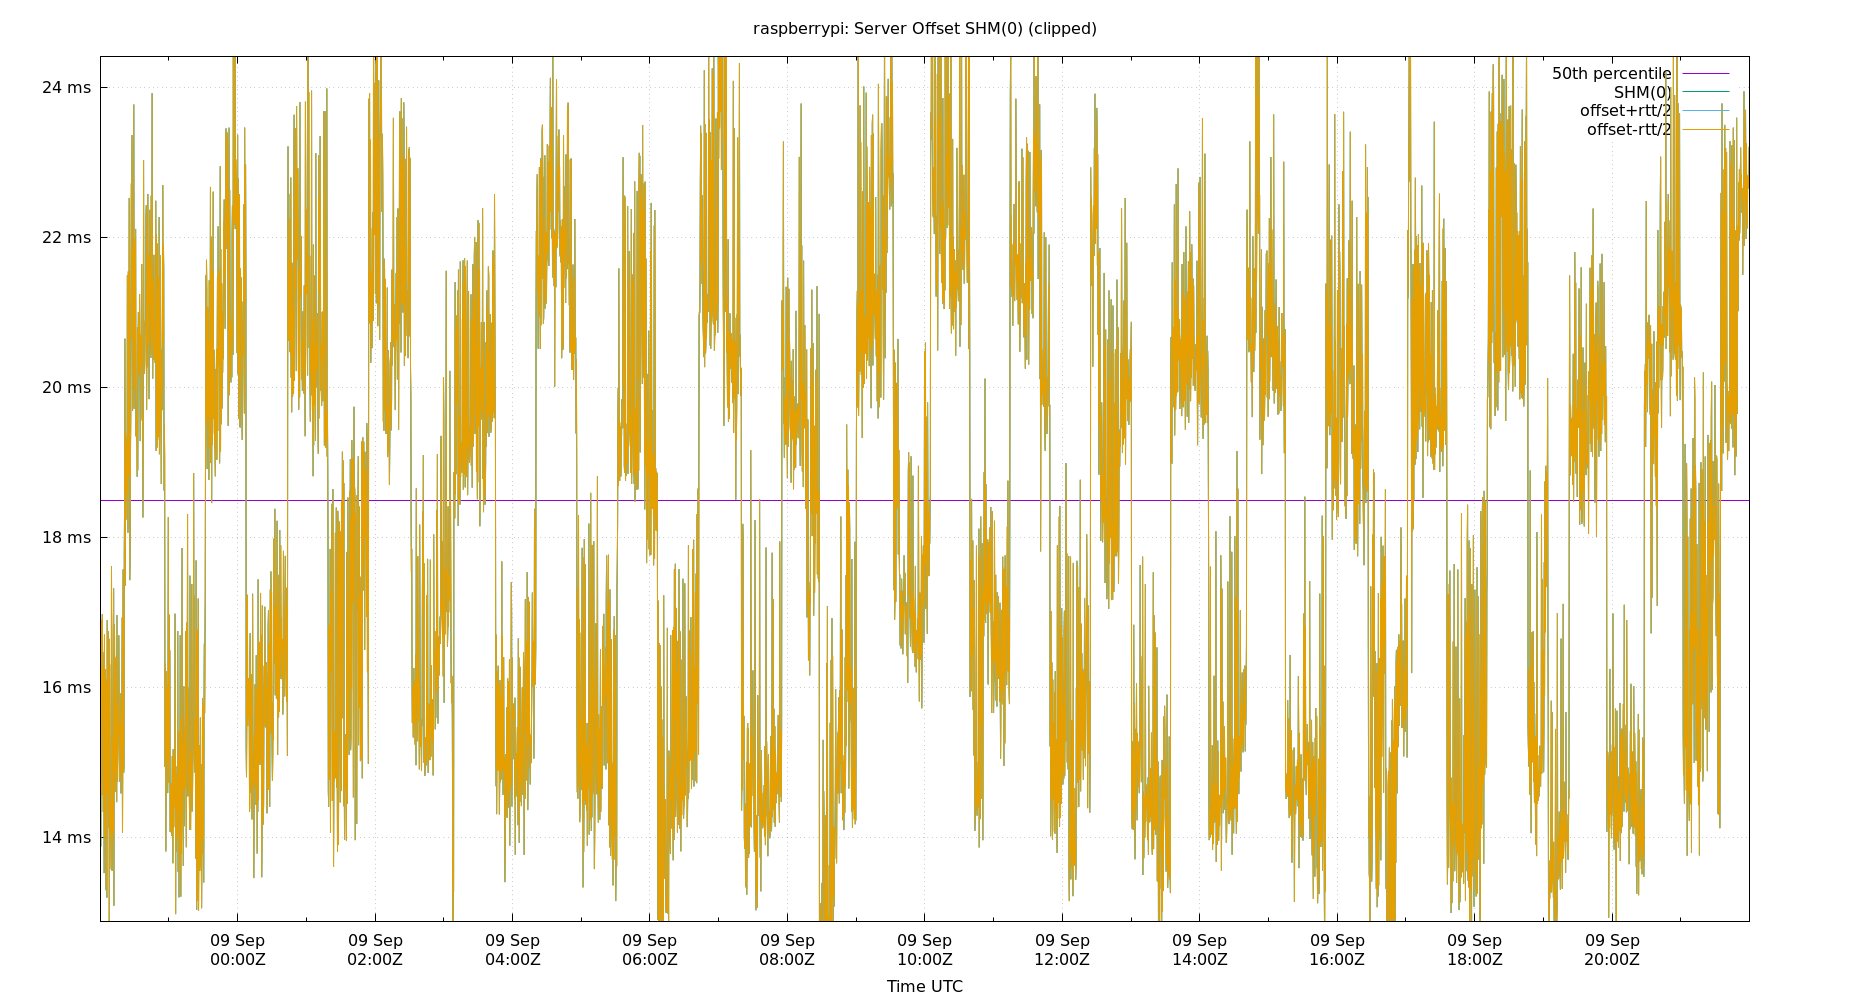 raspberrypi: Server Offset SHM(0) (clipped)
50th percentile
SHM(0)
offset+rtt/2
offset-rtt/2
24 ms
22 ms
20 ms
18 ms
16 ms
14 ms
09 Sep 09 Sep 09 Sep 09 Sep 09 Sep 09 Sep 09 Sep 09 Sep 09 Sep 09 Sep 09 Sep
00:00Z 02:00Z 04:00Z 06:00Z 08:00Z 10:00Z 12:00Z 14:00Z 16:00Z 18:00Z 20:00Z
Time UTC